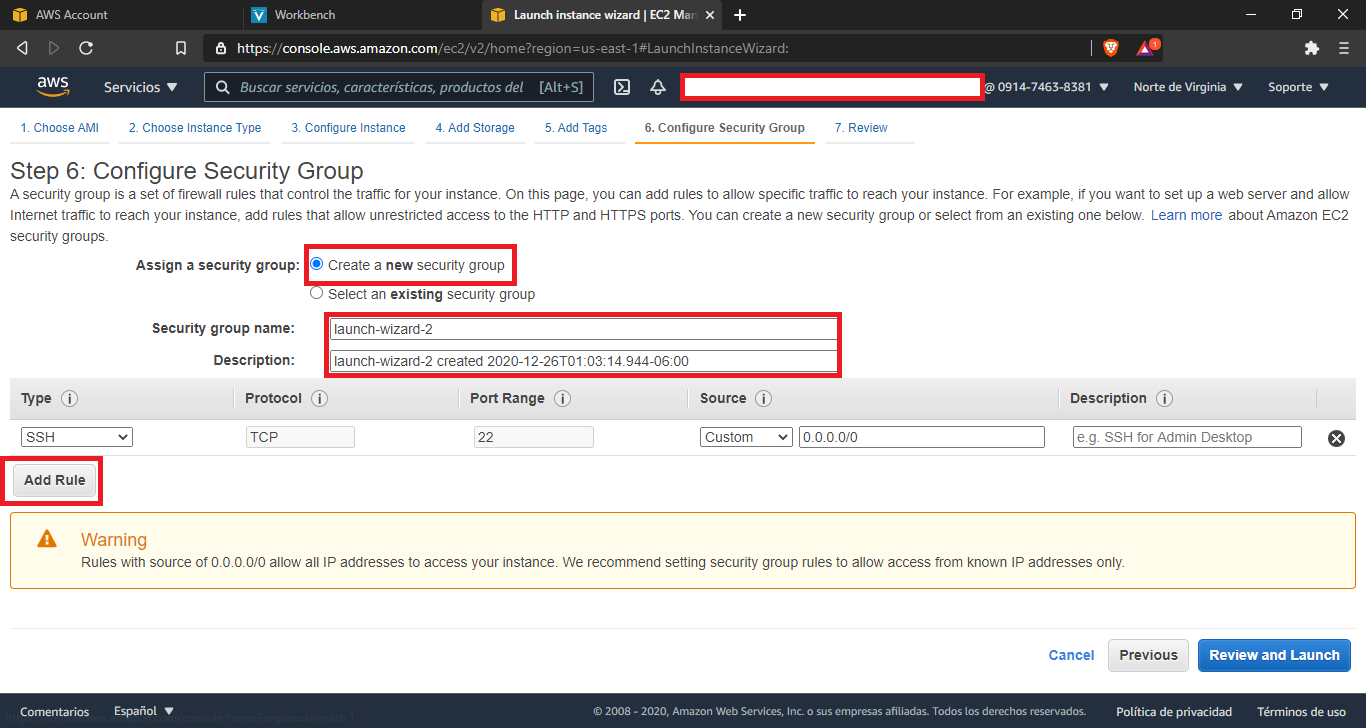 AWS Account
Workbench
Launch instance wizard | EC2 Man
https://console.aws.amazon.com/ec2/v2/home?region=us-east-1#LaunchInstanceWizard:
1
aws
Servicios
Buscar servicios, características, productos del [Alt+S]
@ 0914-7463-8381
Norte de Virginia
Soporte
1. Choose AMI
2. Choose Instance Type
3. Configure Instance
4. Add Storage
5. Add Tags
6. Configure Security Group
7. Review
Step 6: Configure Security Group
A security group is a set of firewall rules that control the traffic for your instance. On this page, you can add rules to allow specific traffic to reach your instance. For example, if you want to set up a web server and allow
Internet traffic to reach your instance, add rules that allow unrestricted access to the HTTP and HTTPS ports. You can create a new security group or select from an existing one below. Learn more about Amazon EC2
security groups.
Assign a security group: Create a new security group
Select an existing security group
Security group name: launch-wizard-2
Description: launch-wizard-2 created 2020-12-26T01:03:14.944-06:00
Type i Protocol i Port Range i Source i Description i
SSH TCP 22 Custom 0.0.0.0/0 e.g. SSH for Admin Desktop
Add Rule
Warning
Rules with source of 0.0.0.0/0 allow all IP addresses to access your instance. We recommend setting security group rules to allow access from known IP addresses only.
Cancel Previous Review and Launch
Comentarios Español © 2008 - 2020, Amazon Web Services, Inc. o sus empresas afiliadas. Todos los derechos reservados. Política de privacidad Términos de uso